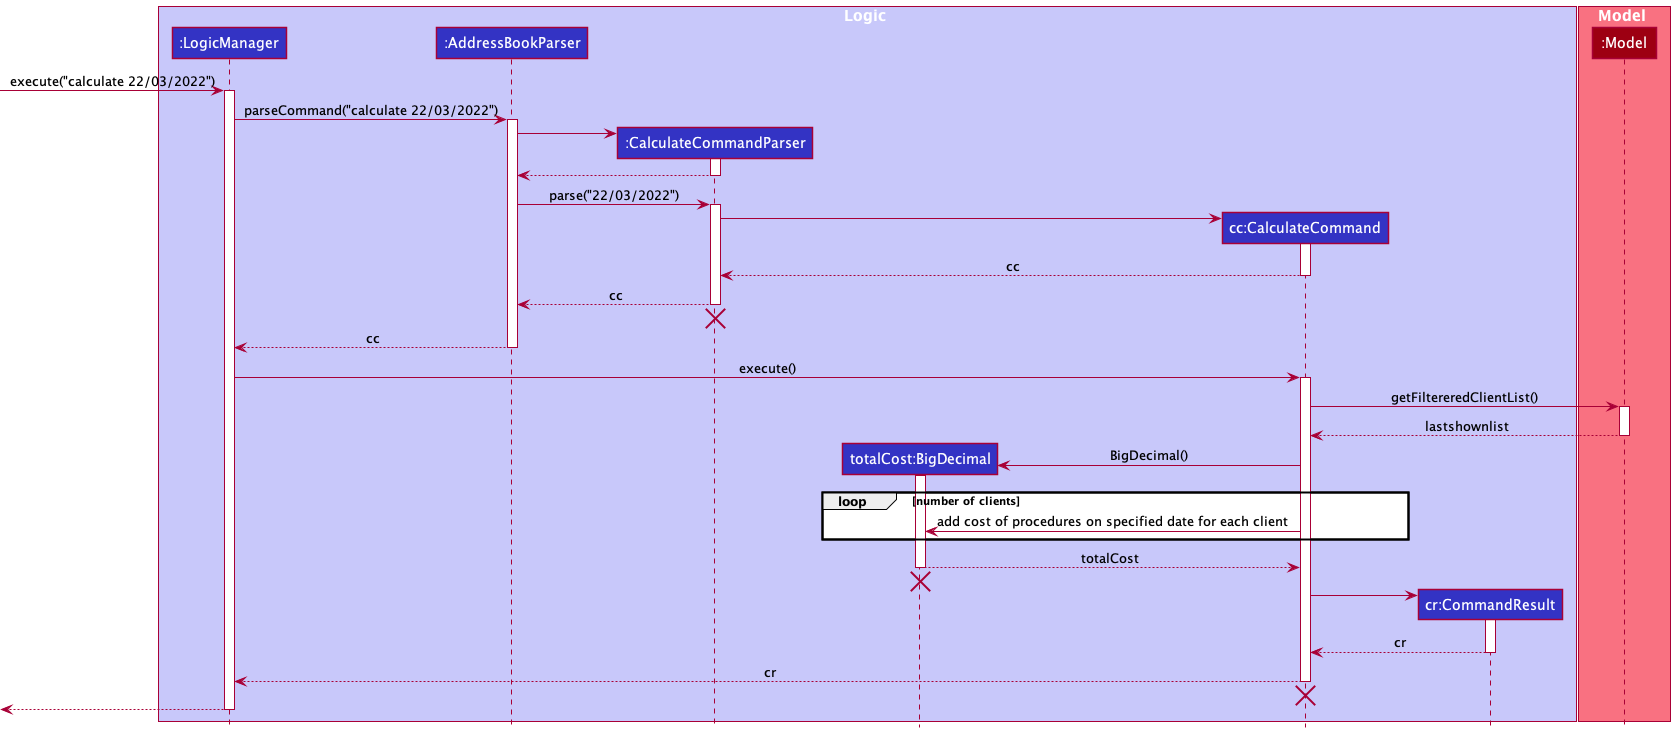 Logic
Model
:LogicManager
:AddressBookParser
:Model
execute("calculate 22/03/2022")
parseCommand("calculate 22/03/2022")
:CalculateCommandParser
parse("22/03/2022")
cc:CalculateCommand
cc
cc
cc
execute()
getFiltereredClientList()
lastshownlist
totalCost:BigDecimal
BigDecimal()
loop
[number of clients]
add cost of procedures on specified date for each client
totalCost
cr:CommandResult
cr
cr